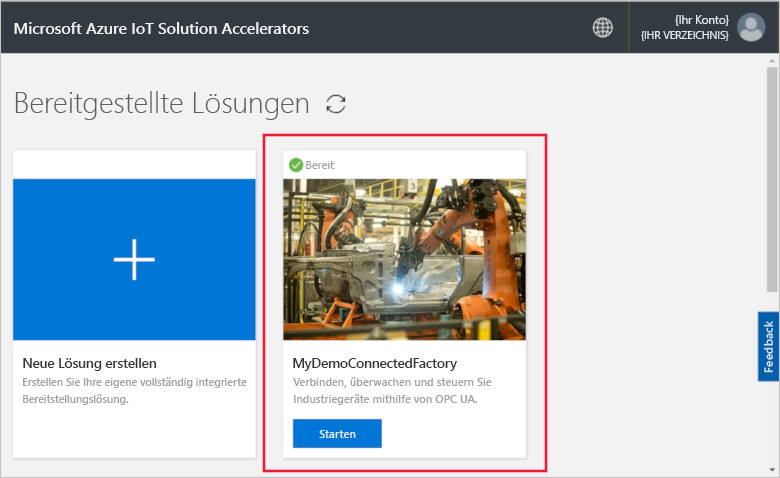 Microsoft Azure IoT Solution Accelerators
{Ihr Konto}
{IHR VERZEICHNIS}
Bereitgestellte Lösungen
Bereit
Neue Lösung erstellen
Erstellen Sie Ihre eigene vollständig integrierte
Bereitstellungslösung.
MyDemoConnectedFactory
Verbinden, überwachen und steuern Sie
Industriegeräte mithilfe von OPC UA.
Starten
Feedback